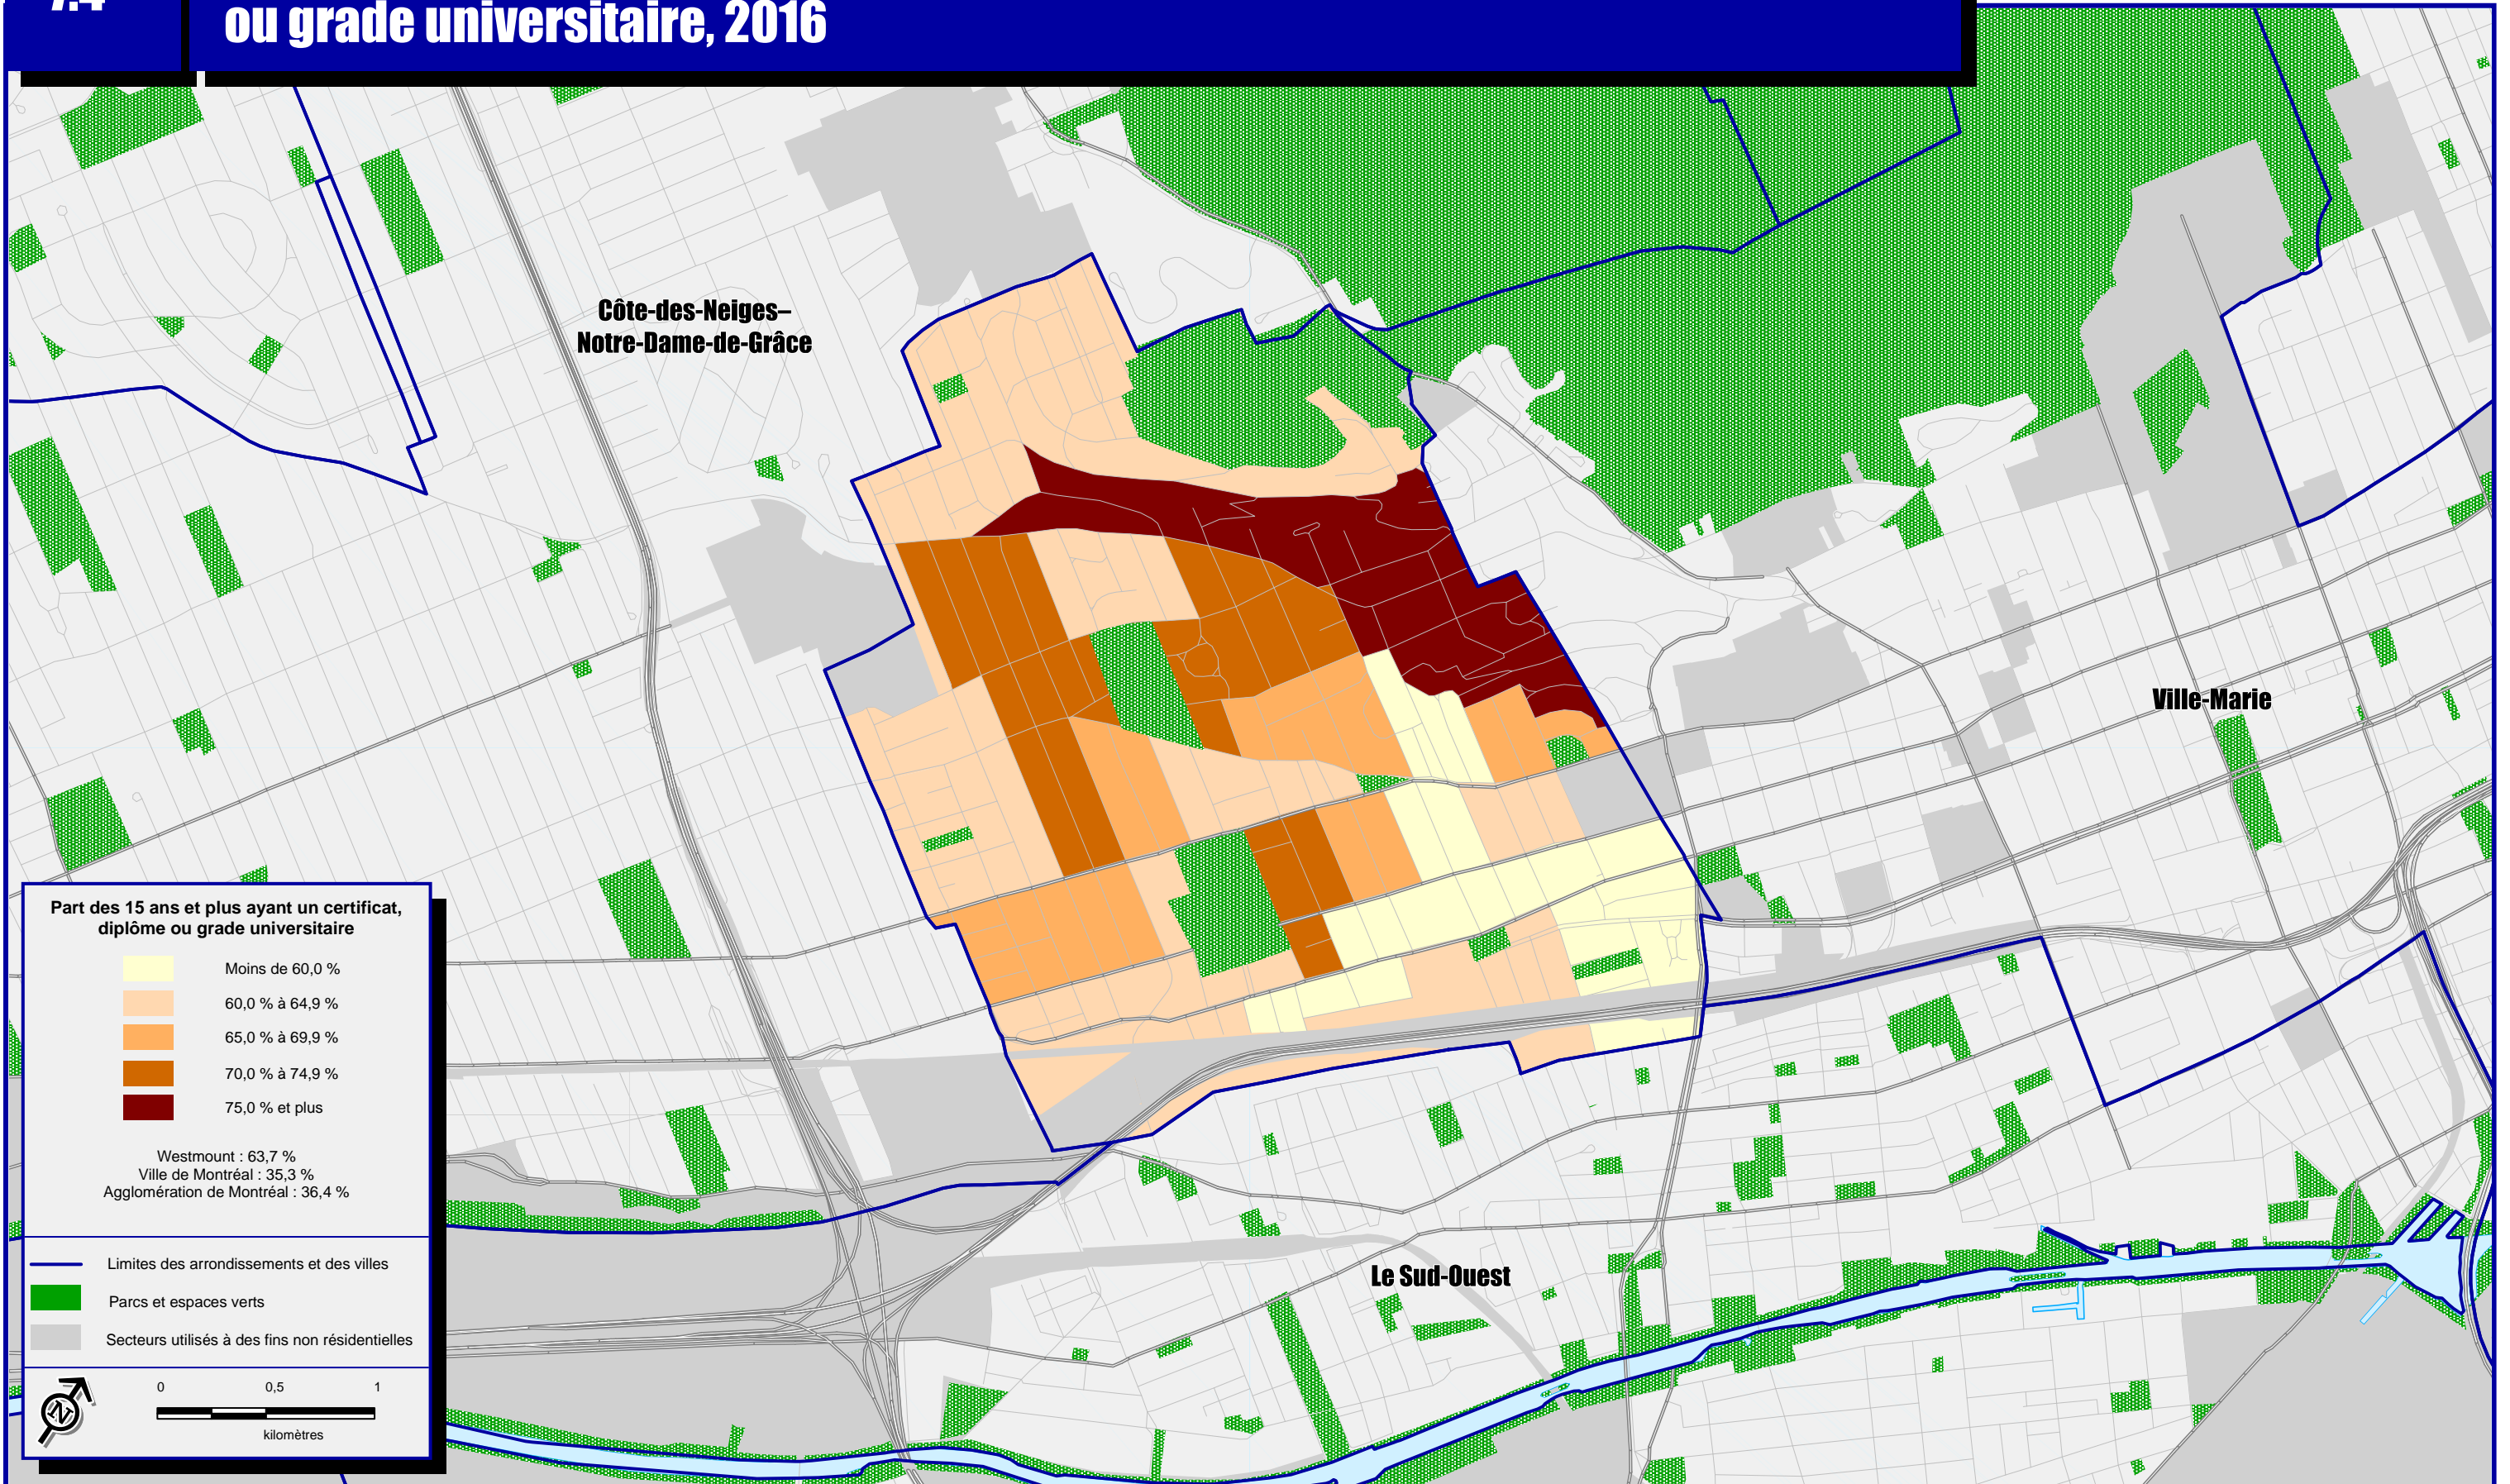 7.4
ou grade universitaire, 2016
Côte-des-Neiges–
Notre-Dame-de-Grâce
Ville-Marie
Le Sud-Ouest
Part des 15 ans et plus ayant un certificat,
diplôme ou grade universitaire
Moins de 60,0 %
60,0 % à 64,9 %
65,0 % à 69,9 %
70,0 % à 74,9 %
75,0 % et plus
Westmount : 63,7 %
Ville de Montréal : 35,3 %
Agglomération de Montréal : 36,4 %
Limites des arrondissements et des villes
Parcs et espaces verts
Secteurs utilisés à des fins non résidentielles
N
0 0,5 1
kilomètres